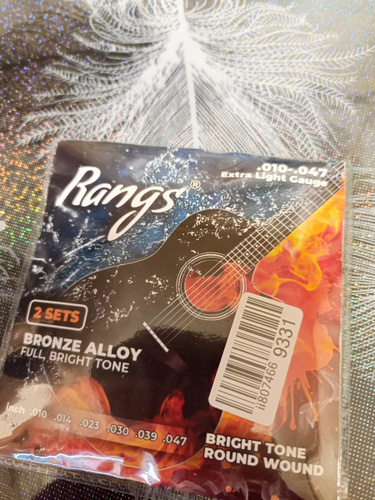 .010-.047
Extra Light Gauge
Rangs®
2 SETS
BRONZE ALLOY
FULL, BRIGHT TONE
9331
ii807466
Inch .010 .014 .023 .030 .039 .047
BRIGHT TONE
ROUND WOUND